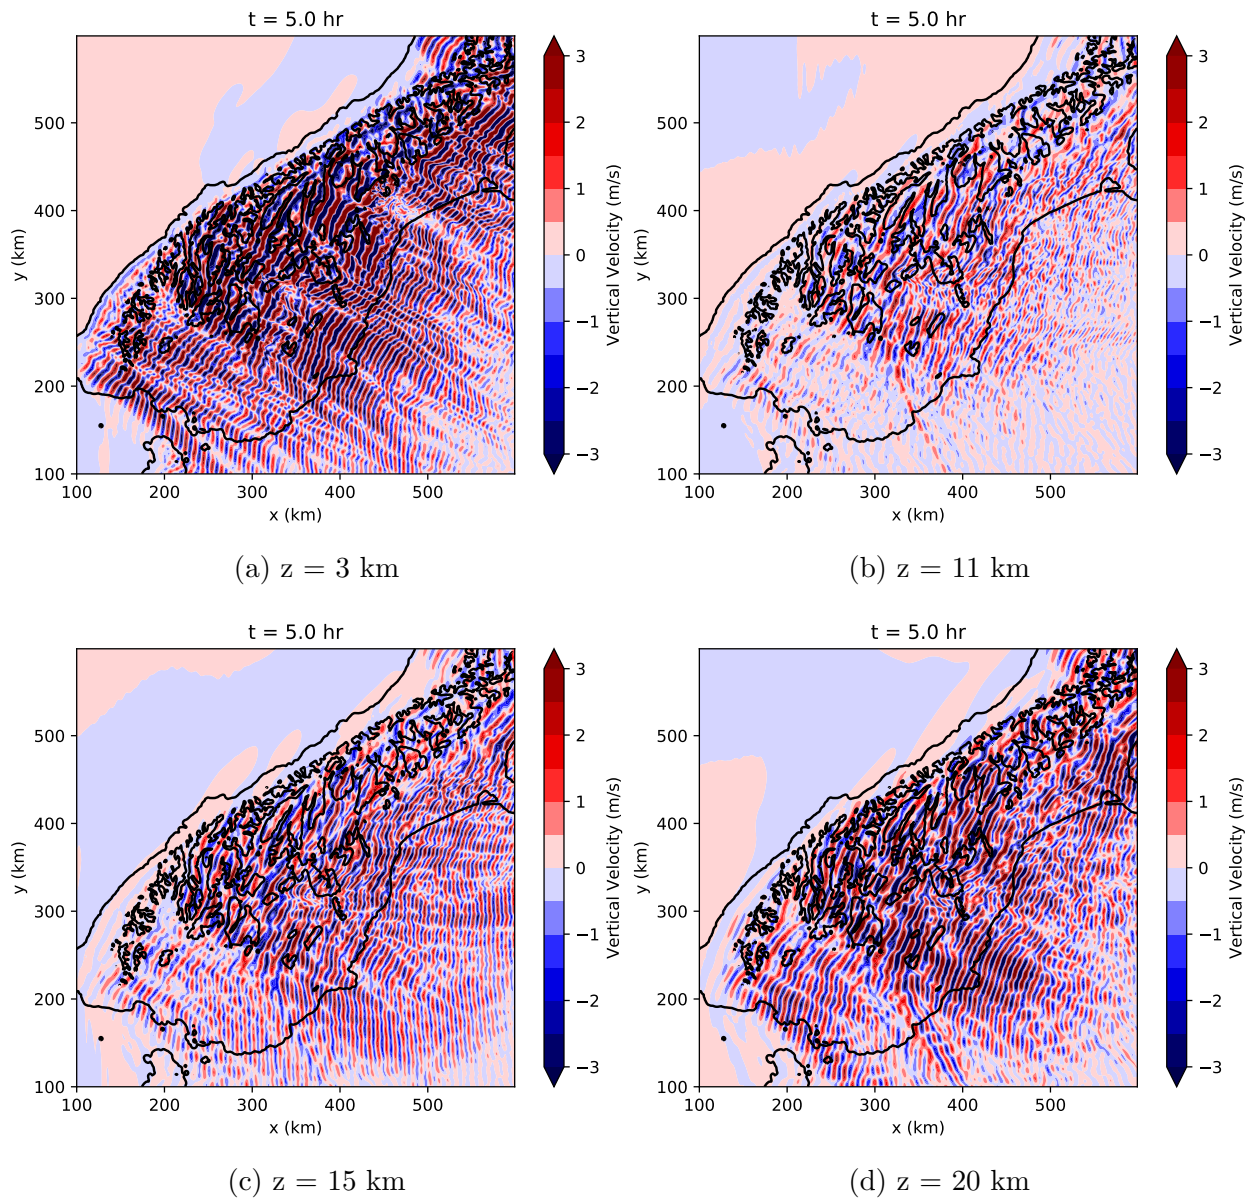 t = 5.0 hr
y (km)
500
400
300
200
100
100 200 300 400 500
x (km)
3
2
1
0
−1
−2
−3
Vertical Velocity (m/s)
(a) z = 3 km
t = 5.0 hr
y (km)
500
400
300
200
100
100 200 300 400 500
x (km)
3
2
1
0
−1
−2
−3
Vertical Velocity (m/s)
(b) z = 11 km
t = 5.0 hr
y (km)
500
400
300
200
100
100 200 300 400 500
x (km)
3
2
1
0
−1
−2
−3
Vertical Velocity (m/s)
(c) z = 15 km
t = 5.0 hr
y (km)
500
400
300
200
100
100 200 300 400 500
x (km)
3
2
1
0
−1
−2
−3
Vertical Velocity (m/s)
(d) z = 20 km